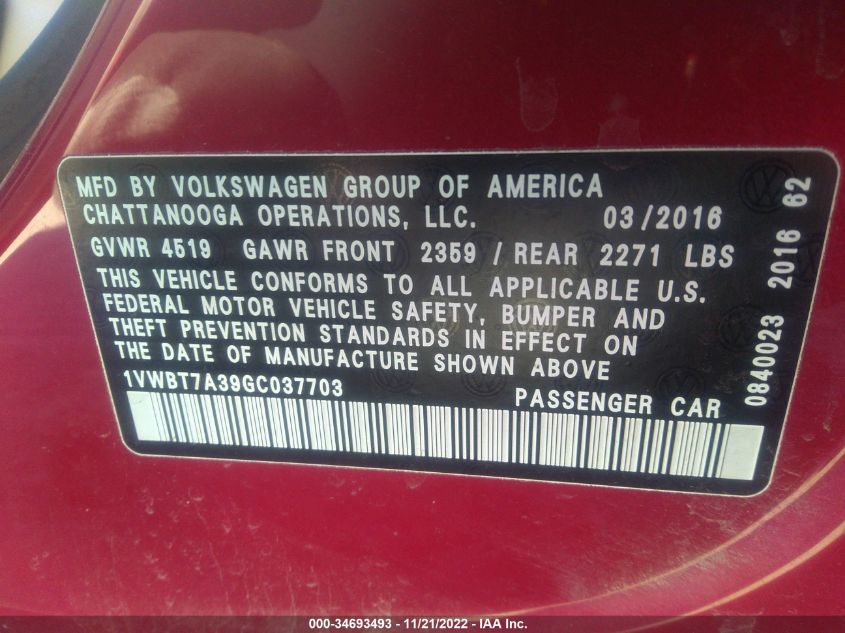 MFD BY VOLKSWAGEN GROUP OF AMERICA
CHATTANOOGA OPERATIONS, LLC. 03/2016
GVWR 4519 GAWR FRONT 2359 / REAR 2271 LBS
THIS VEHICLE CONFORMS TO ALL APPLICABLE U.S.
FEDERAL MOTOR VEHICLE SAFETY, BUMPER AND
THEFT PREVENTION STANDARDS IN EFFECT ON
THE DATE OF MANUFACTURE SHOWN ABOVE
1VWBT7A39GC037703 PASSENGER CAR
0840023 2016 62
000-34693493 - 11/21/2022 - IAA Inc.